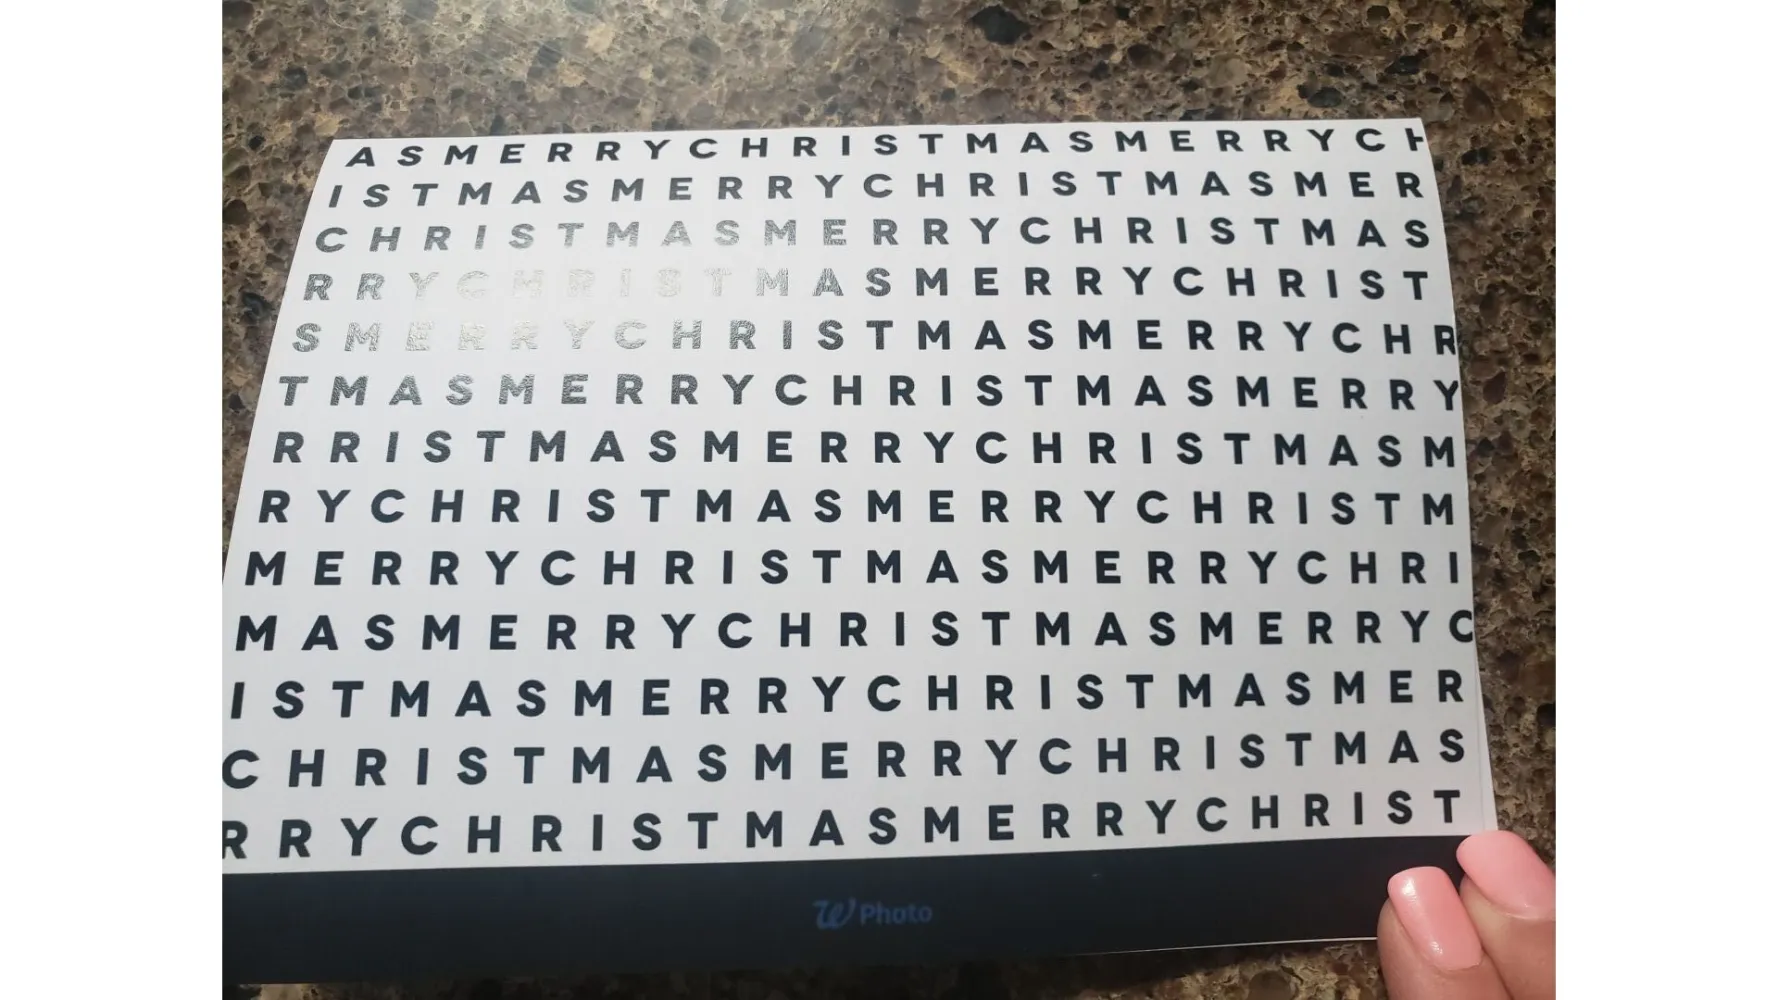 ASMERRYCHRISTMASMERRYCH
ISTMASMERRYCHRISTMASMER
CHRISTMASMERRYCHRISTMAS
RRYCHRISTMASMERRYCHRIST
SMERRYCHRISTMASMERRYCHR
TMASMERRYCHRISTMASMERRY
RRISTMASMERRYCHRISTMASM
RYCHRISTMASMERRYCHRISTM
MERRYCHRISTMASMERRYCHRI
MASMERRYCHRISTMASMERRYC
ISTMASMERRYCHRISTMASMER
CHRISTMASMERRYCHRISTMAS
RRYCHRISTMASMERRYCHRIST
W Photo